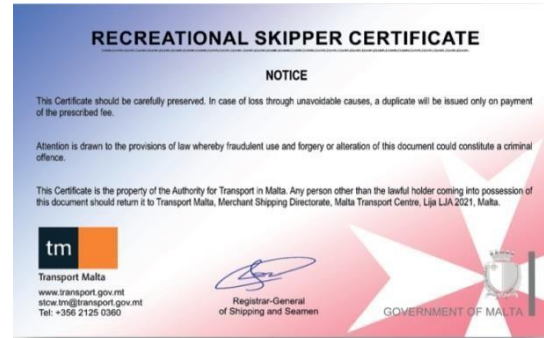 RECREATIONAL SKIPPER CERTIFICATE
NOTICE
This Certificate should be carefully preserved. In case of loss through unavoidable causes, a duplicate will be issued only on payment
of the prescribed fee.
Attention is drawn to the provisions of law whereby fraudulent use and forgery or alteration of this document could constitute a criminal
offence.
This Certificate is the property of the Authority for Transport in Malta. Any person other than the lawful holder coming into possession of
this document should return it to Transport Malta, Merchant Shipping Directorate, Malta Transport Centre, Lija LJA 2021, Malta.
tm
Transport Malta
www.transport.gov.mt
stcw.tm@transport.gov.mt
Tel: +356 2125 0360
Registrar-General
of Shipping and Seamen
GOVERNMENT OF MALTA